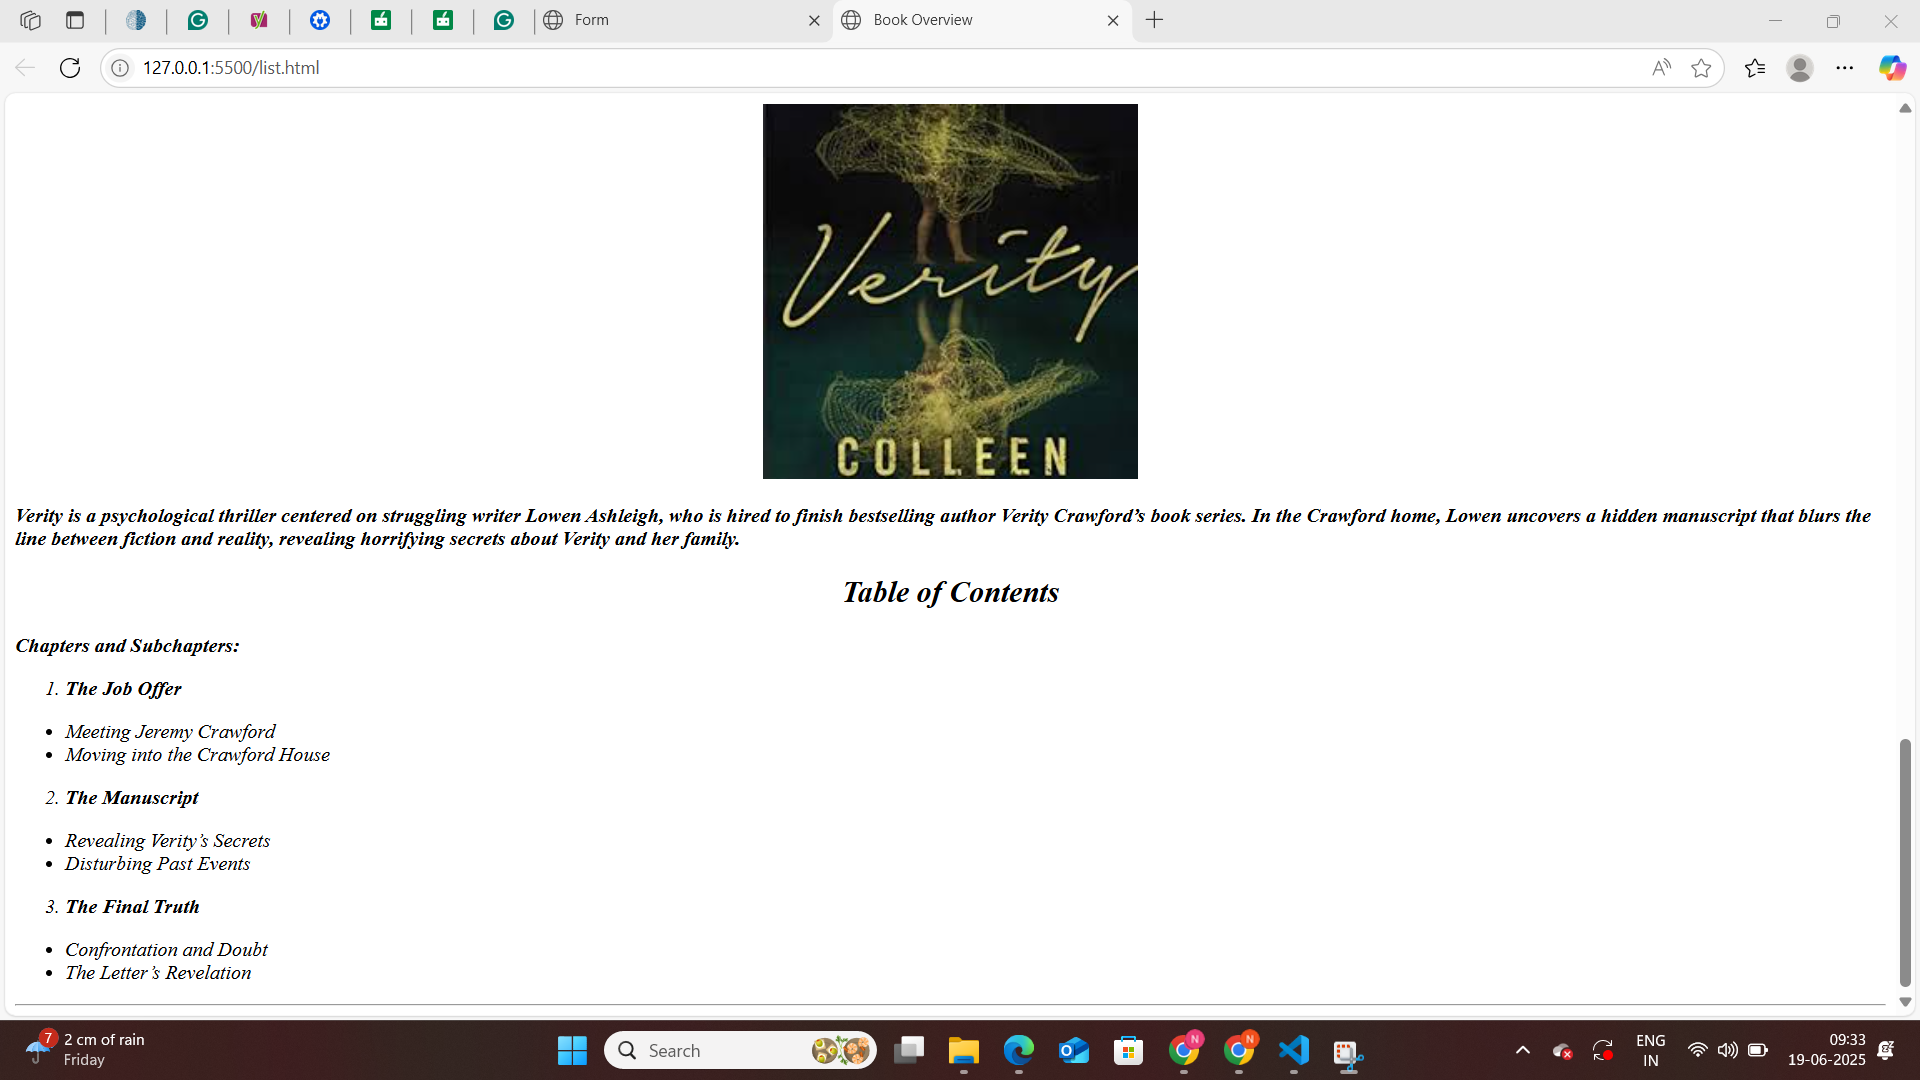 Form
Book Overview
127.0.0.1:5500/list.html
Verity
COLLEEN
Verity is a psychological thriller centered on struggling writer Lowen Ashleigh, who is hired to finish bestselling author Verity Crawford’s book series. In the Crawford home, Lowen uncovers a hidden manuscript that blurs the
line between fiction and reality, revealing horrifying secrets about Verity and her family.
Table of Contents
Chapters and Subchapters:
1. The Job Offer
• Meeting Jeremy Crawford
• Moving into the Crawford House
2. The Manuscript
• Revealing Verity’s Secrets
• Disturbing Past Events
3. The Final Truth
• Confrontation and Doubt
• The Letter’s Revelation
7
2 cm of rain
Friday
Search
N
N
ENG
IN
09:33
19-06-2025